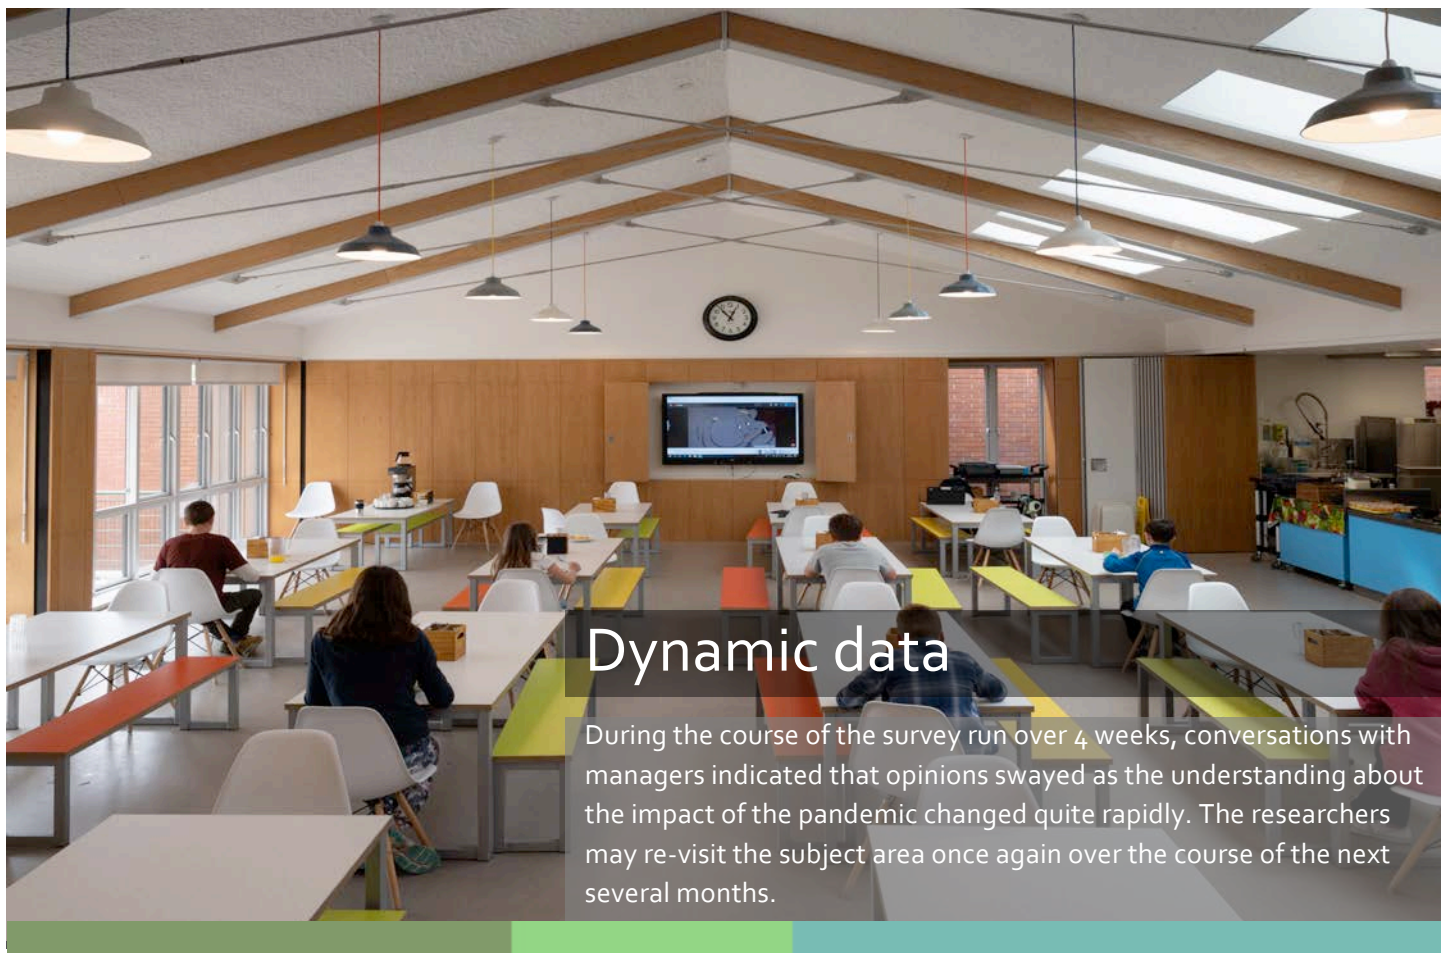 Dynamic data
During the course of the survey run over 4 weeks, conversations with
managers indicated that opinions swayed as the understanding about
the impact of the pandemic changed quite rapidly. The researchers
may re-visit the subject area once again over the course of the next
several months.